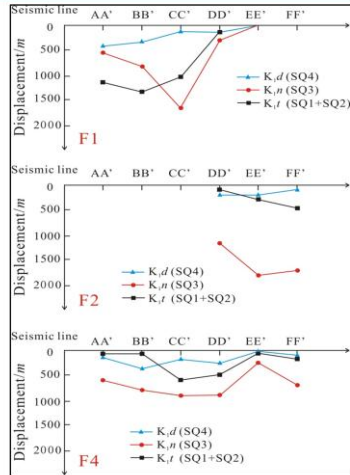 Seismic line AA' BB' CC' DD' EE' FF'
0
500
1000
1500
2000
Displacement/m
K₁d (SQ4)
K₁n (SQ3)
K₁t (SQ1+SQ2)
F1
Seismic line AA' BB' CC' DD' EE' FF'
0
500
1000
1500
2000
Displacement/m
K₁d (SQ4)
K₁n (SQ3)
K₁t (SQ1+SQ2)
F2
Seismic line AA' BB' CC' DD' EE' FF'
0
500
1000
1500
2000
Displacement/m
K₁d (SQ4)
K₁n (SQ3)
K₁t (SQ1+SQ2)
F4